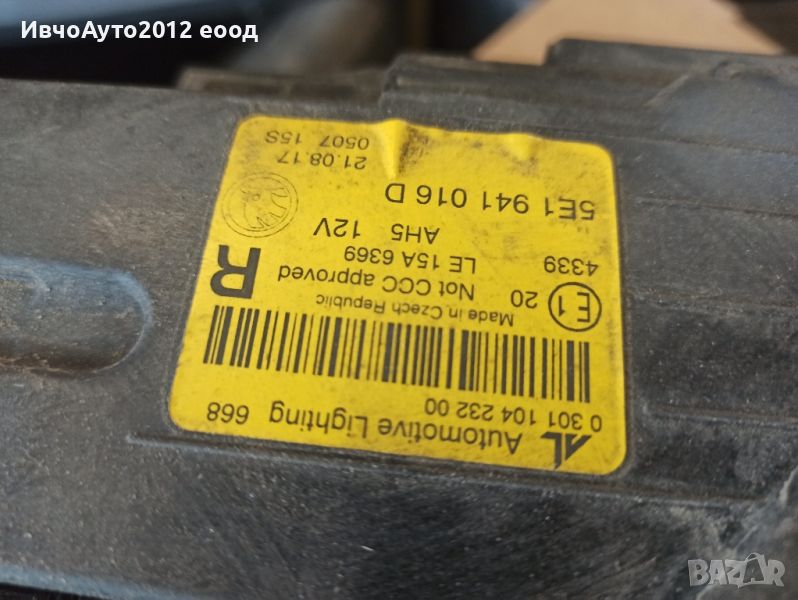 ИвчоАуто2012 еоод
AL Automotive Lighting 668
0 301 104 232 00
Made in Czech Republic
E1 20 Not CCC approved R
4339 LE 15A 6369
AH5 12V
5E1 941 016 D
21.08.17
0507 15S
BAZAR